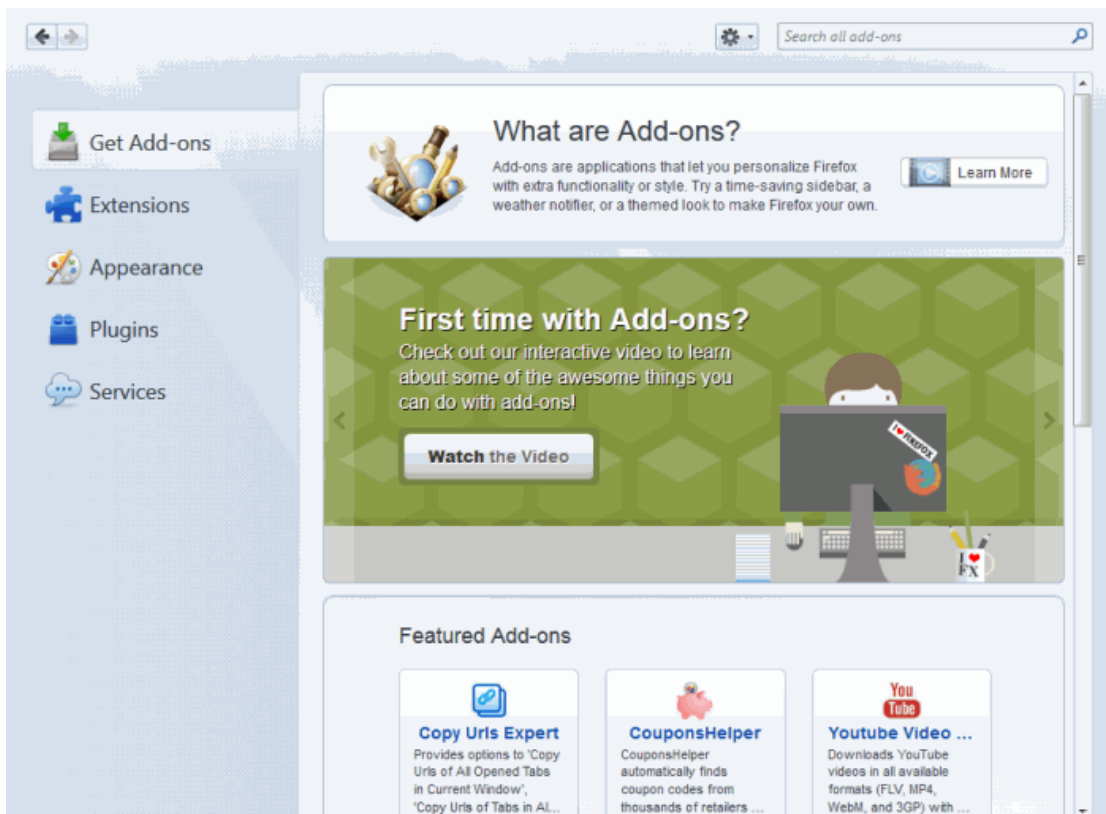 Search all add-ons
Get Add-ons
Extensions
Appearance
Plugins
Services
What are Add-ons?
Add-ons are applications that let you personalize Firefox
with extra functionality or style. Try a time-saving sidebar, a
weather notifier, or a themed look to make Firefox your own.
Learn More
First time with Add-ons?
Check out our interactive video to learn
about some of the awesome things you
can do with add-ons!
Watch the Video
I ♥ FIREFOX
I ♥
FX
Featured Add-ons
You
Tube
Copy Urls Expert
Provides options to 'Copy
Urls of All Opened Tabs
in Current Window',
'Copy Urls of Tabs in Al...
CouponsHelper
CouponsHelper
automatically finds
coupon codes from
thousands of retailers ...
Youtube Video ...
Downloads YouTube
videos in all available
formats (FLV, MP4,
WebM, and 3GP) with ...